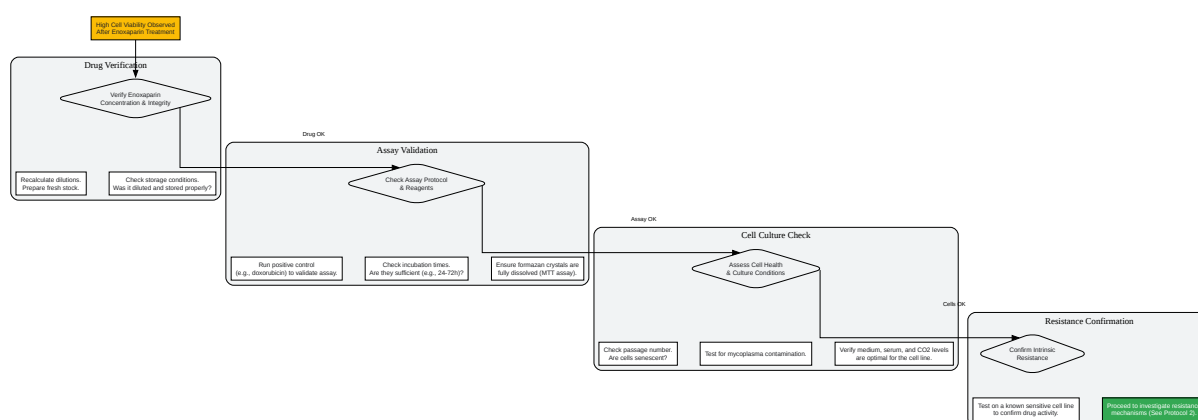 High Cell Viability Observed
After Enoxaparin Treatment
Drug Verification
Verify Enoxaparin
Concentration & Integrity
Recalculate dilutions.
Prepare fresh stock.
Check storage conditions.
Was it diluted and stored properly?
Drug OK
Assay Validation
Check Assay Protocol
& Reagents
Run positive control
(e.g., doxorubicin) to validate assay.
Check incubation times.
Are they sufficient (e.g., 24-72h)?
Ensure formazan crystals are
fully dissolved (MTT assay).
Assay OK
Cell Culture Check
Assess Cell Health
& Culture Conditions
Check passage number.
Are cells senescent?
Test for mycoplasma contamination.
Verify medium, serum, and CO2 levels
are optimal for the cell line.
Cells OK
Resistance Confirmation
Confirm Intrinsic
Resistance
Test on a known sensitive cell line
to confirm drug activity.
Proceed to investigate resistanc
mechanisms (See Protocol 2).